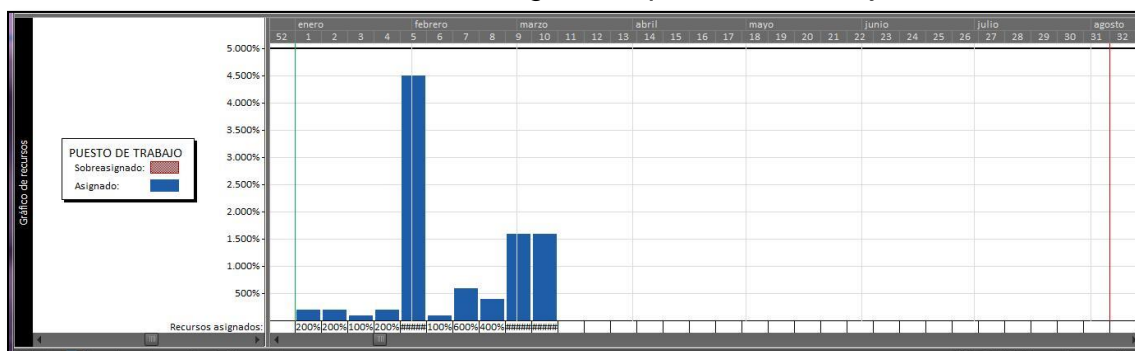 enero febrero marzo abril mayo junio julio agosto
52 1 2 3 4 5 6 7 8 9 10 11 12 13 14 15 16 17 18 19 20 21 22 23 24 25 26 27 28 29 30 31 32
5.000%
4.500%
4.000%
3.500%
3.000%
2.500%
2.000%
1.500%
1.000%
500%
Gráfico de recursos
PUESTO DE TRABAJO
Sobreasignado:
Asignado:
Recursos asignados: 200% 200% 100% 200% ##### 100% 600% 400% ##### #####